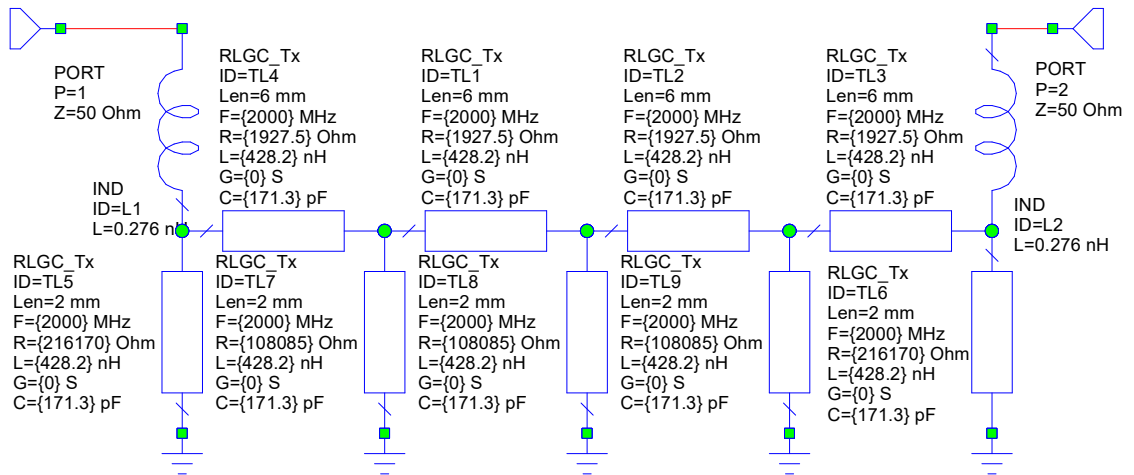 PORT
P=1
Z=50 Ohm
RLGC_Tx
ID=TL4
Len=6 mm
F={2000} MHz
R={1927.5} Ohm
L={428.2} nH
G={0} S
C={171.3} pF
RLGC_Tx
ID=TL1
Len=6 mm
F={2000} MHz
R={1927.5} Ohm
L={428.2} nH
G={0} S
C={171.3} pF
RLGC_Tx
ID=TL2
Len=6 mm
F={2000} MHz
R={1927.5} Ohm
L={428.2} nH
G={0} S
C={171.3} pF
RLGC_Tx
ID=TL3
Len=6 mm
F={2000} MHz
R={1927.5} Ohm
L={428.2} nH
G={0} S
C={171.3} pF
PORT
P=2
Z=50 Ohm
IND
ID=L1
L=0.276 nH
IND
ID=L2
L=0.276 nH
RLGC_Tx
ID=TL5
Len=2 mm
F={2000} MHz
R={216170} Ohm
L={428.2} nH
G={0} S
C={171.3} pF
RLGC_Tx
ID=TL7
Len=2 mm
F={2000} MHz
R={108085} Ohm
L={428.2} nH
G={0} S
C={171.3} pF
RLGC_Tx
ID=TL8
Len=2 mm
F={2000} MHz
R={108085} Ohm
L={428.2} nH
G={0} S
C={171.3} pF
RLGC_Tx
ID=TL9
Len=2 mm
F={2000} MHz
R={108085} Ohm
L={428.2} nH
G={0} S
C={171.3} pF
RLGC_Tx
ID=TL6
Len=2 mm
F={2000} MHz
R={216170} Ohm
L={428.2} nH
G={0} S
C={171.3} pF